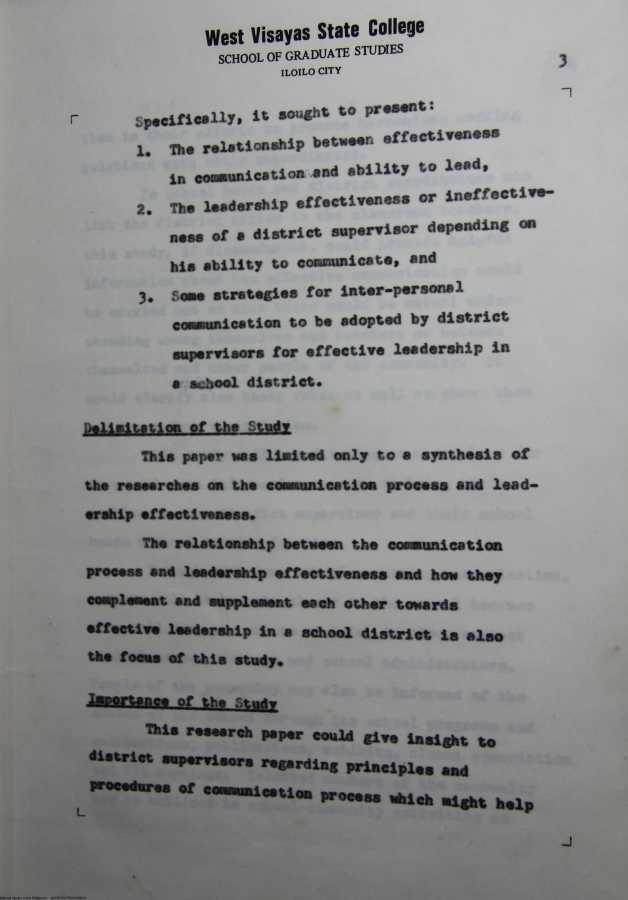 West Visayas State College
SCHOOL OF GRADUATE STUDIES
ILOILO CITY
3
Specifically, it sought to present:
1. The relationship between effectiveness
in communication and ability to lead,
2. The leadership effectiveness or ineffective-
ness of a district supervisor depending on
his ability to communicate, and
3. Some strategies for inter-personal
communication to be adopted by district
supervisors for effective leadership in
a school district.
Delimitation of the Study
This paper was limited only to a synthesis of
the researches on the communication process and lead-
ership effectiveness.
The relationship between the communication
process and leadership effectiveness and how they
complement and supplement each other towards
effective leadership in a school district is also
the focus of this study.
Importance of the Study
This research paper could give insight to
district supervisors regarding principles and
procedures of communication process which might help